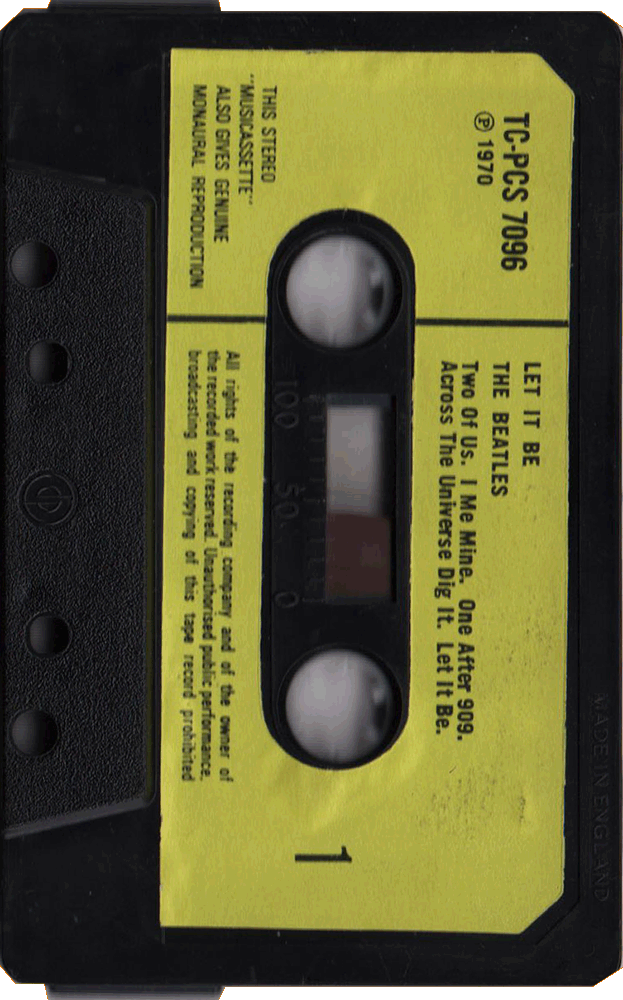 TC-PCS 7096
℗ 1970
THIS STEREO
"MUSICASSETTE"
ALSO GIVES GENUINE
MONAURAL REPRODUCTION
LET IT BE
THE BEATLES
Two Of Us. I Me Mine. One After 909.
Across The Universe Dig It. Let It Be.
100 50 0
All rights of the recording company and of the owner of
the recorded work reserved. Unauthorised public performance,
broadcasting and copying of this tape record prohibited
1
MADE IN ENGLAND